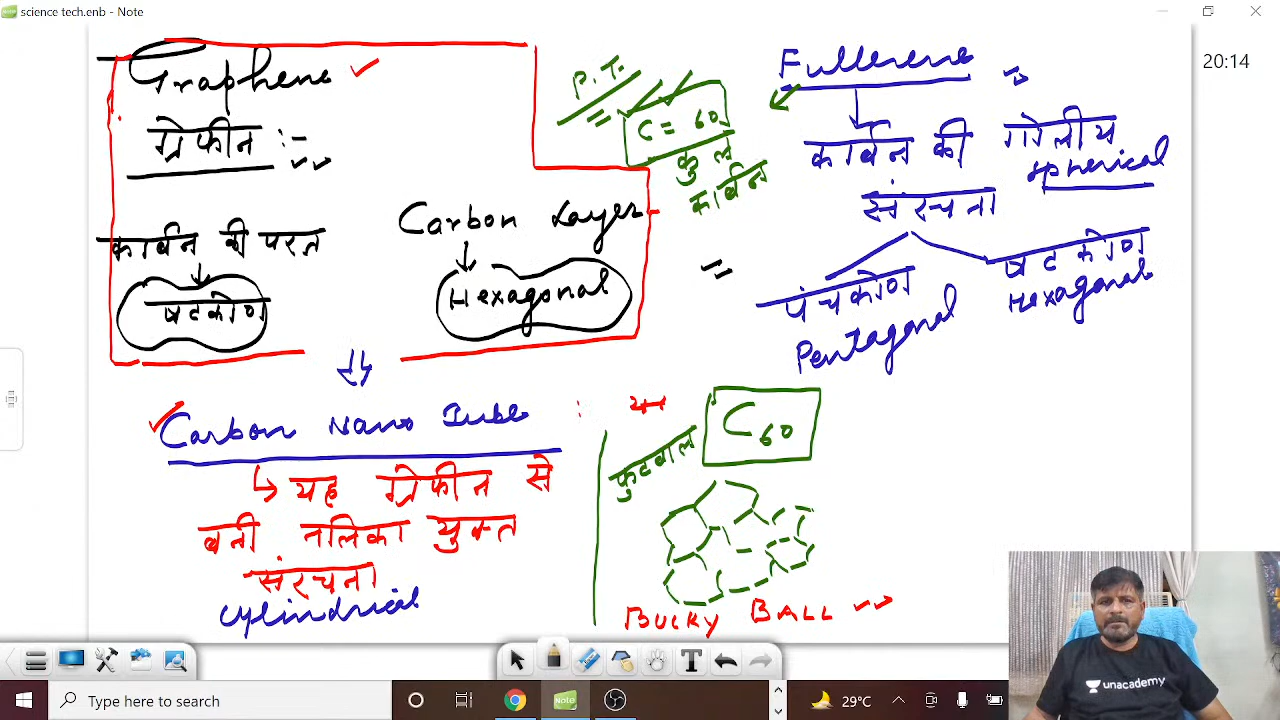 science tech.enb - Note
20:14
Graphene
ग्रेफीन :-
कार्बन की परत
षटकोण
Carbon Layer
Hexagonal
P.T.
C = 60
कुल
कार्बन
Fullerene
कार्बन की गोलीय
spherical
संरचना
पंचकोण
Pentagonal
षटकोण
Hexagonal
Carbon Nano Tube :
यह ग्रेफीन से
बनी नलिका युक्त
संरचना
Cylindrical
फुटबाल
C60
BUCKY BALL
unacademy
Type here to search
29°C